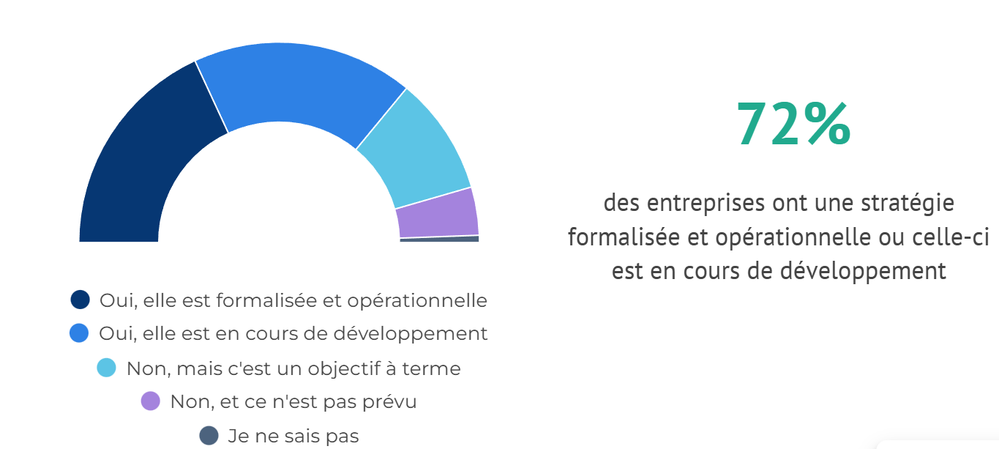 Oui, elle est formalisée et opérationnelle
Oui, elle est en cours de développement
Non, mais c'est un objectif à terme
Non, et ce n'est pas prévu
Je ne sais pas
72%
des entreprises ont une stratégie
formalisée et opérationnelle ou celle-ci
est en cours de développement